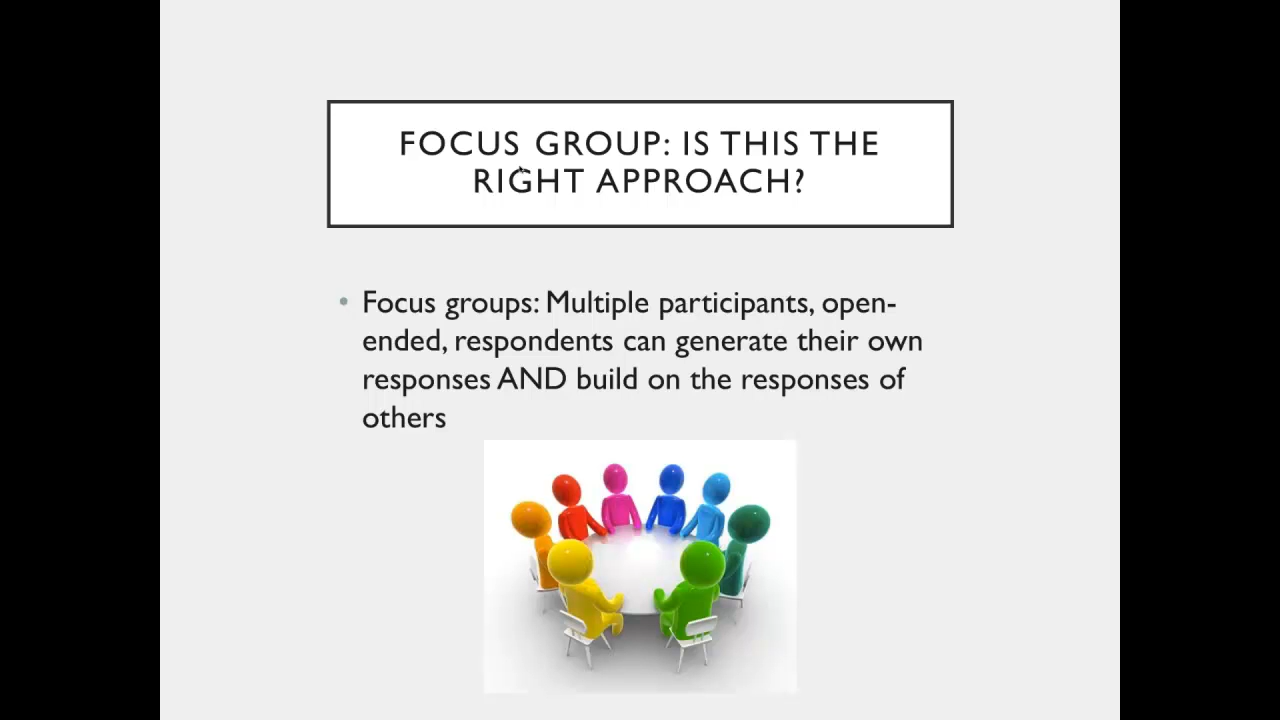 FOCUS GROUP: IS THIS THE
RIGHT APPROACH?
• Focus groups: Multiple participants, open-
ended, respondents can generate their own
responses AND build on the responses of
others